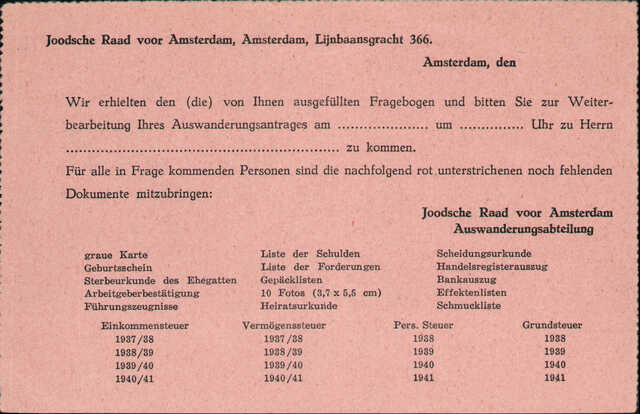 Joodsche Raad voor Amsterdam, Amsterdam, Lijnbaansgracht 366.
Amsterdam, den
Wir erhielten den (die) von Ihnen ausgefüllten Fragebogen und bitten Sie zur Weiter-
bearbeitung Ihres Auswanderungsantrages am .................... um .............. Uhr zu Herrn
............................................................ zu kommen.
Für alle in Frage kommenden Personen sind die nachfolgend rot unterstrichenen noch fehlenden
Dokumente mitzubringen:
Joodsche Raad voor Amsterdam
Auswanderungsabteilung
graue Karte Liste der Schulden Scheidungsurkunde
Geburtsschein Liste der Forderungen Handelsregisterauszug
Sterbeurkunde des Ehegatten Gepäcklisten Bankauszug
Arbeitgeberbestätigung 10 Fotos (3,7 x 5,5 cm) Effektenlisten
Führungszeugnisse Heiratsurkunde Schmuckliste
Einkommensteuer Vermögenssteuer Pers. Steuer Grundsteuer
1937/38 1937/38 1938 1938
1938/39 1938/39 1939 1939
1939/40 1939/40 1940 1940
1940/41 1940/41 1941 1941